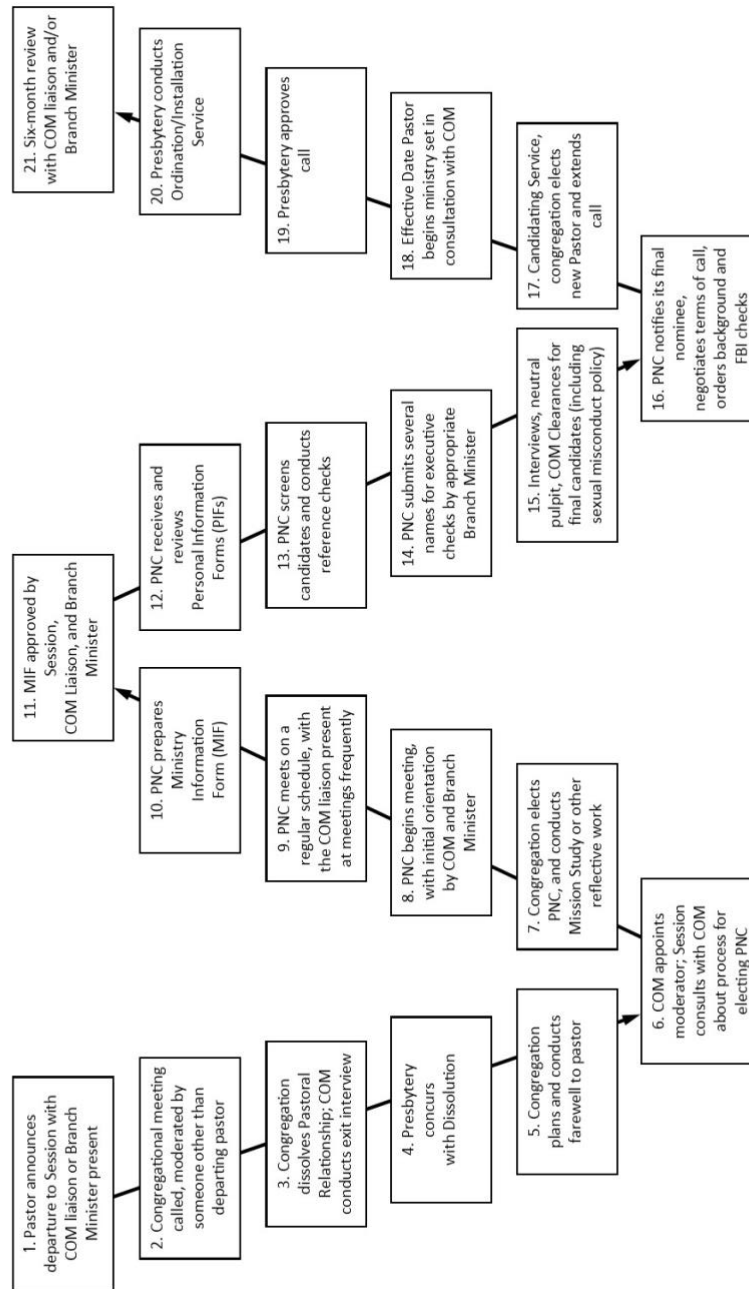 1. Pastor announces
departure to Session with
COM liaison or Branch
Minister present
2. Congregational meeting
called, moderated by
someone other than
departing pastor
3. Congregation
dissolves Pastoral
Relationship; COM
conducts exit interview
4. Presbytery
concurs
with Dissolution
5. Congregation
plans and conducts
farewell to pastor
6. COM appoints
moderator; Session
consults with COM
about process for
electing PNC
7. Congregation elects
PNC, and conducts
Mission Study or other
reflective work
8. PNC begins meeting,
with initial orientation
by COM and Branch
Minister
9. PNC meets on a
regular schedule, with
the COM liaison present
at meetings frequently
10. PNC prepares
Ministry
Information
Form (MIF)
11. MIF approved by
Session,
COM Liaison, and Branch
Minister
12. PNC receives and
reviews
Personal Information
Forms (PIFs)
13. PNC screens
candidates and conducts
reference checks
14. PNC submits several
names for executive
checks by appropriate
Branch Minister
15. Interviews, neutral
pulpit, COM Clearances for
final candidates (including
sexual misconduct policy)
16. PNC notifies its final
nominee,
negotiates terms of call,
orders background and
FBI checks
17. Candidating Service,
congregation elects
new Pastor and extends
call
18. Effective Date Pastor
begins ministry set in
consultation with COM
19. Presbytery approves
call
20. Presbytery conducts
Ordination/Installation
Service
21. Six-month review
with COM liaison and/or
Branch Minister